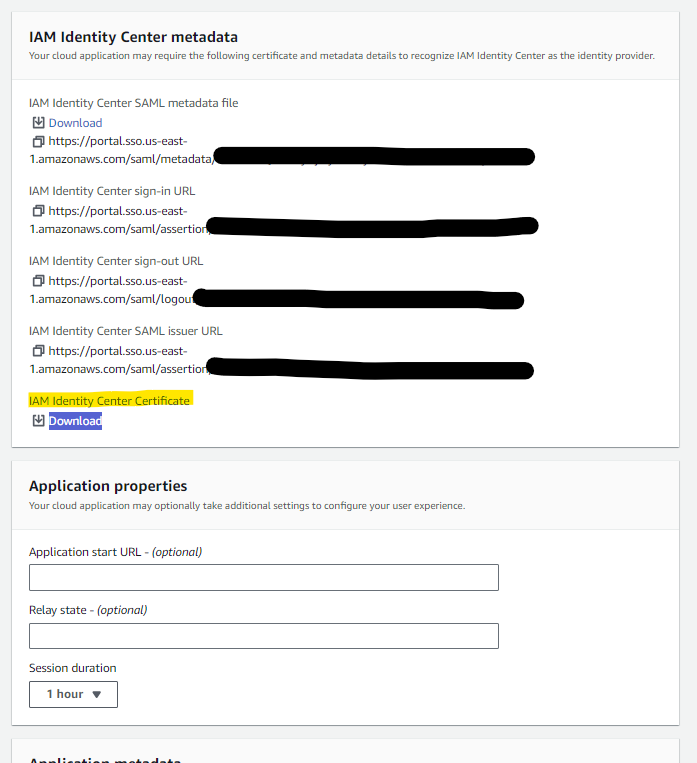 IAM Identity Center metadata
Your cloud application may require the following certificate and metadata details to recognize IAM Identity Center as the identity provider.
IAM Identity Center SAML metadata file
Download
https://portal.sso.us-east-
1.amazonaws.com/saml/metadata/
IAM Identity Center sign-in URL
https://portal.sso.us-east-
1.amazonaws.com/saml/assertion/
IAM Identity Center sign-out URL
https://portal.sso.us-east-
1.amazonaws.com/saml/logout
IAM Identity Center SAML issuer URL
https://portal.sso.us-east-
1.amazonaws.com/saml/assertion/
IAM Identity Center Certificate
Download
Application properties
Your cloud application may optionally take additional settings to configure your user experience.
Application start URL - (optional)
Relay state - (optional)
Session duration
1 hour
Application metadata